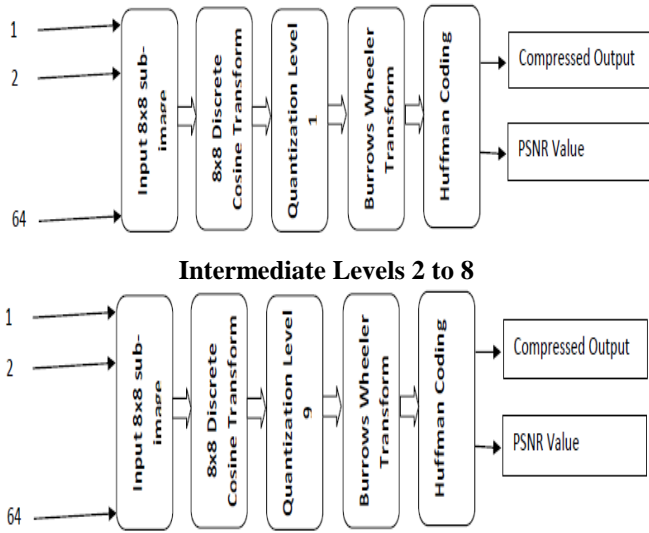 1
2
64
Input 8x8 sub-
image
8x8 Discrete
Cosine Transform
Quantization Level
1
Burrows Wheeler
Transform
Huffman Coding
Compressed Output
PSNR Value
Intermediate Levels 2 to 8
1
2
64
Input 8x8 sub-
image
8x8 Discrete
Cosine Transform
Quantization Level
9
Burrows Wheeler
Transform
Huffman Coding
Compressed Output
PSNR Value